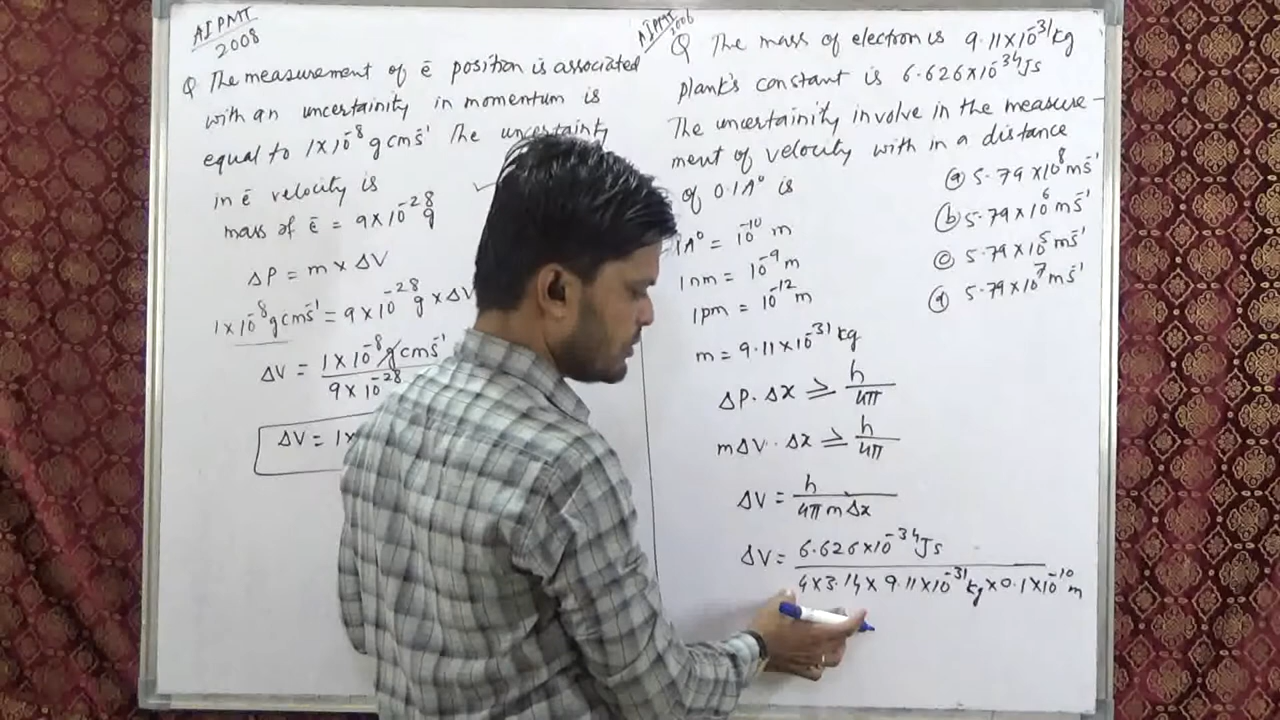 AIPMT
2008
Q The measurement of ē position is associated
with an uncertainity in momentum is
equal to 1×10⁻⁸ g cm s⁻¹ The uncertainty
in ē velocity is
mass of ē = 9×10⁻²⁸ g
ΔP = m × ΔV
1×10⁻⁸ g cm s⁻¹ = 9×10⁻²⁸ g × ΔV
ΔV = 1×10⁻⁸ g cm s⁻¹
9×10⁻²⁸
ΔV = 1×
AIPMT
2006
Q The mass of electron is 9.11×10⁻³¹ kg
plank's constant is 6.626×10⁻³⁴ Js
The uncertainity involve in the measure-
ment of velocity with in a distance
of 0.1A° is
(a) 5.79×10⁸ ms⁻¹
(b) 5.79×10⁶ ms⁻¹
(c) 5.79×10⁵ ms⁻¹
(d) 5.79×10⁷ ms⁻¹
1A° = 10⁻¹⁰ m
1nm = 10⁻⁹ m
1pm = 10⁻¹² m
m = 9.11×10⁻³¹ kg
ΔP. Δx ≥ h/4π
mΔV. Δx ≥ h/4π
ΔV = h/4πmΔx
ΔV = 6.626×10⁻³⁴ Js
4×3.14×9.11×10⁻³¹ kg×0.1×10⁻¹⁰ m